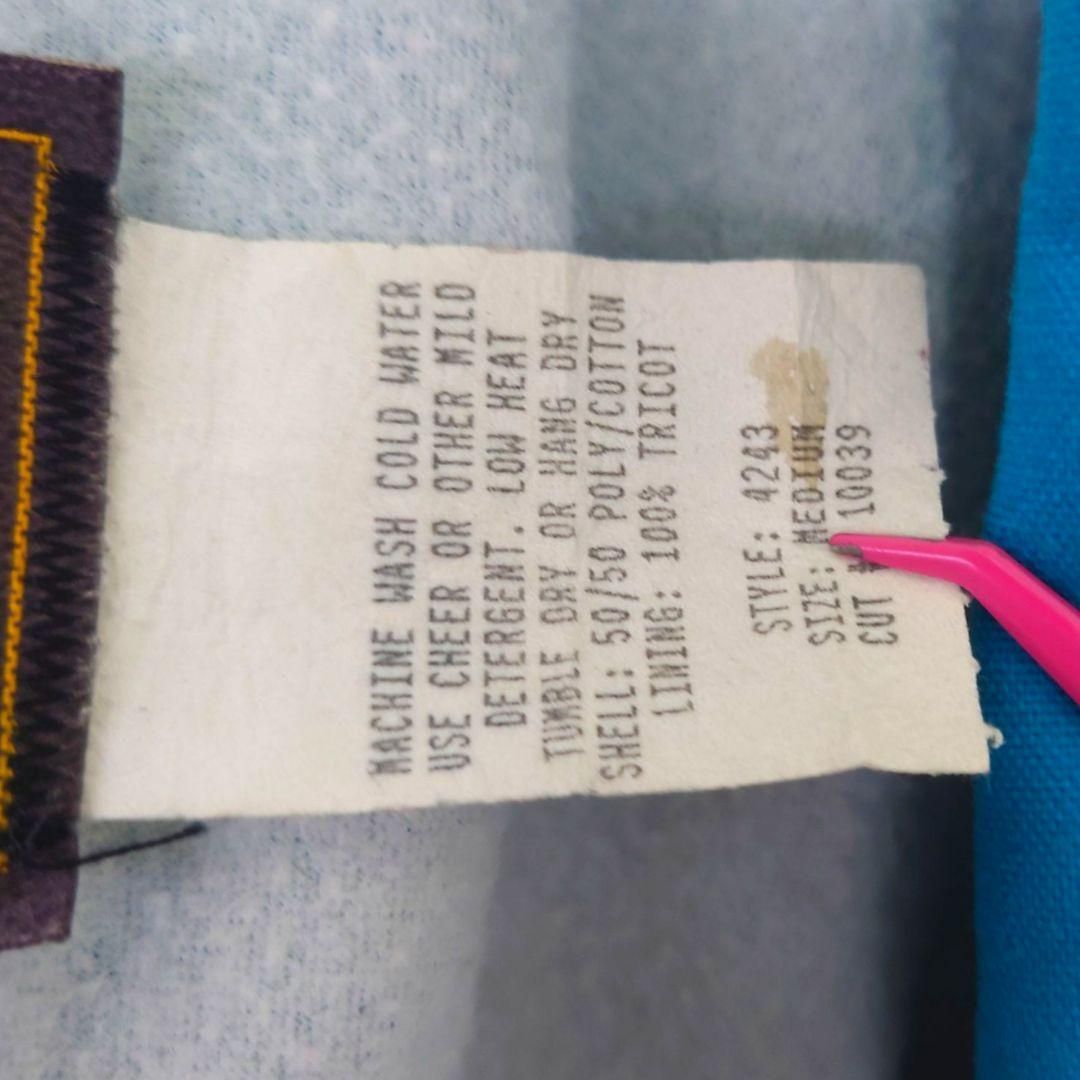 MACHINE WASH COLD WATER
USE CHEER OR OTHER MILD
DETERGENT. LOW HEAT
TUMBLE DRY OR HANG DRY
SHELL: 50/50 POLY/COTTON
LINING: 100% TRICOT
STYLE: 4243
SIZE: MEDIUM
CUT # 10039